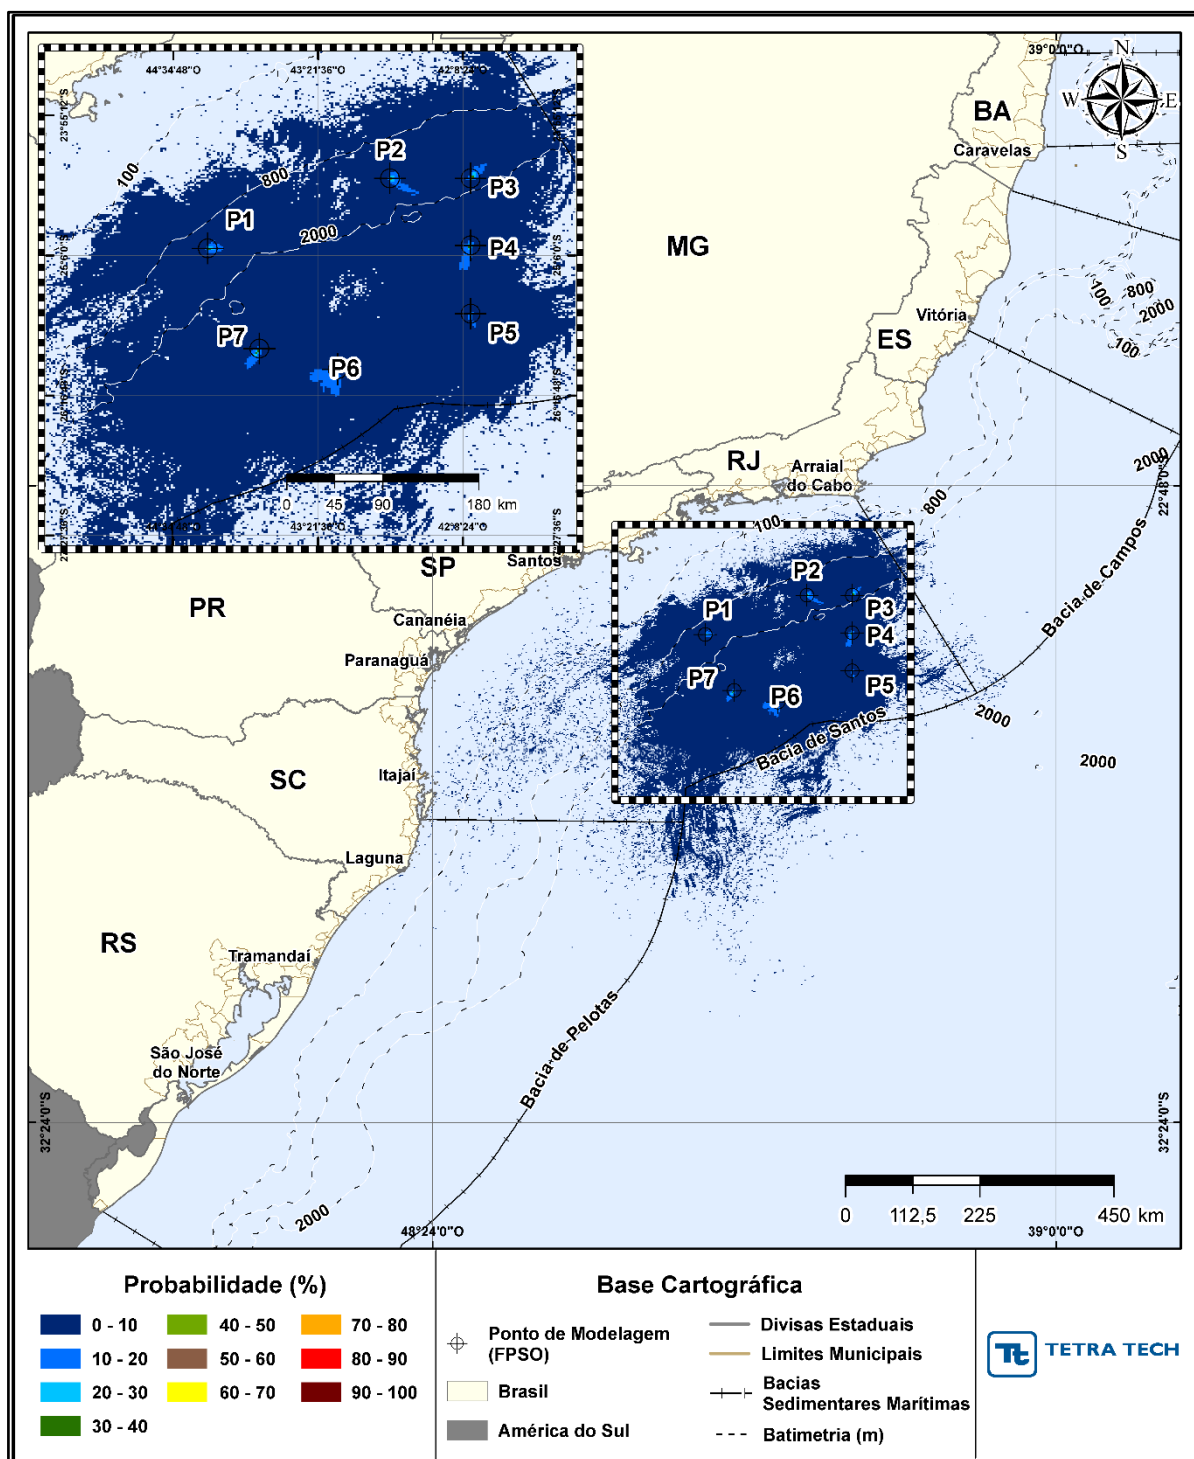 39°0'0"O
N
W
E
S
BA
Caravelas
MG
Vitória
ES
100
800
2000
100
RJ
Arraial
do Cabo
2000
22°48'0"S
800
100
Bacia-de-Campos
44°34'48"O
43°21'36"O
42°8'24"O
23°55'12"S
100
800
2000
P1
P2
P3
P4
P5
P6
P7
0
45
90
180 km
43°21'36"O
42°8'24"O
SP
Santos
PR
Cananéia
Paranaguá
P1
P2
P3
P4
P5
P6
P7
Bacia de Santos
2000
2000
SC
Itajaí
Laguna
RS
Tramandaí
São José
do Norte
Bacia-de-Pelotas
32°24'0"S
32°24'0"S
2000
48°24'0"O
39°0'0"O
0
112,5
225
450 km
Probabilidade (%)
0 - 10
10 - 20
20 - 30
30 - 40
40 - 50
50 - 60
60 - 70
70 - 80
80 - 90
90 - 100
Base Cartográfica
Ponto de Modelagem
(FPSO)
Brasil
América do Sul
Divisas Estaduais
Limites Municipais
Bacias
Sedimentares Marítimas
Batimetria (m)
Tt
TETRA TECH